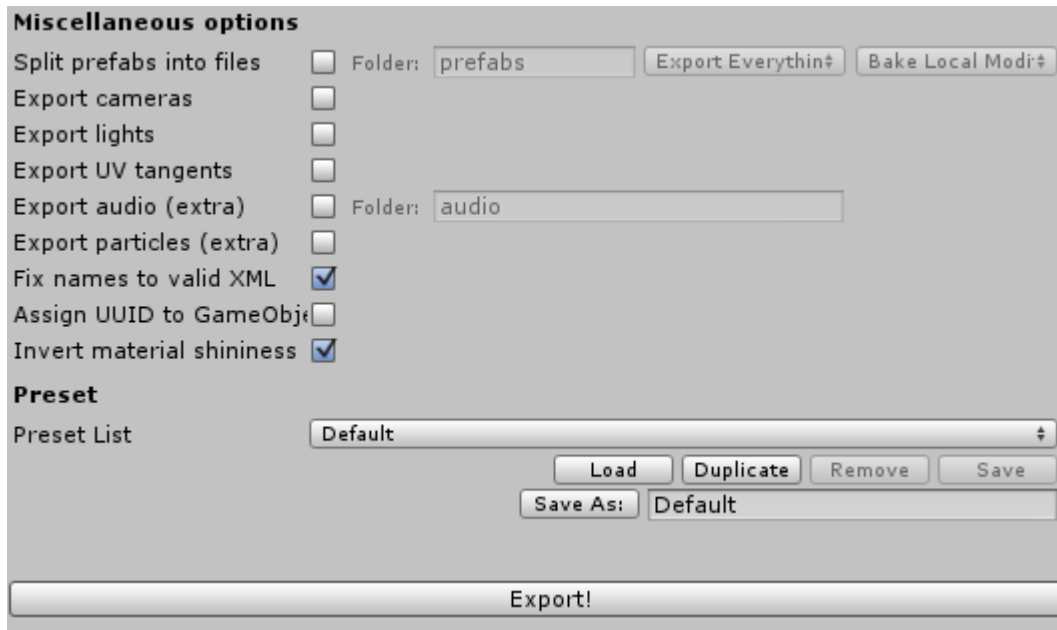 Miscellaneous options
Split prefabs into files Folder: prefabs Export Everythin Bake Local Modi
Export cameras
Export lights
Export UV tangents
Export audio (extra) Folder: audio
Export particles (extra)
Fix names to valid XML
Assign UUID to GameObje
Invert material shininess
Preset
Preset List Default
Load Duplicate Remove Save
Save As: Default
Export!